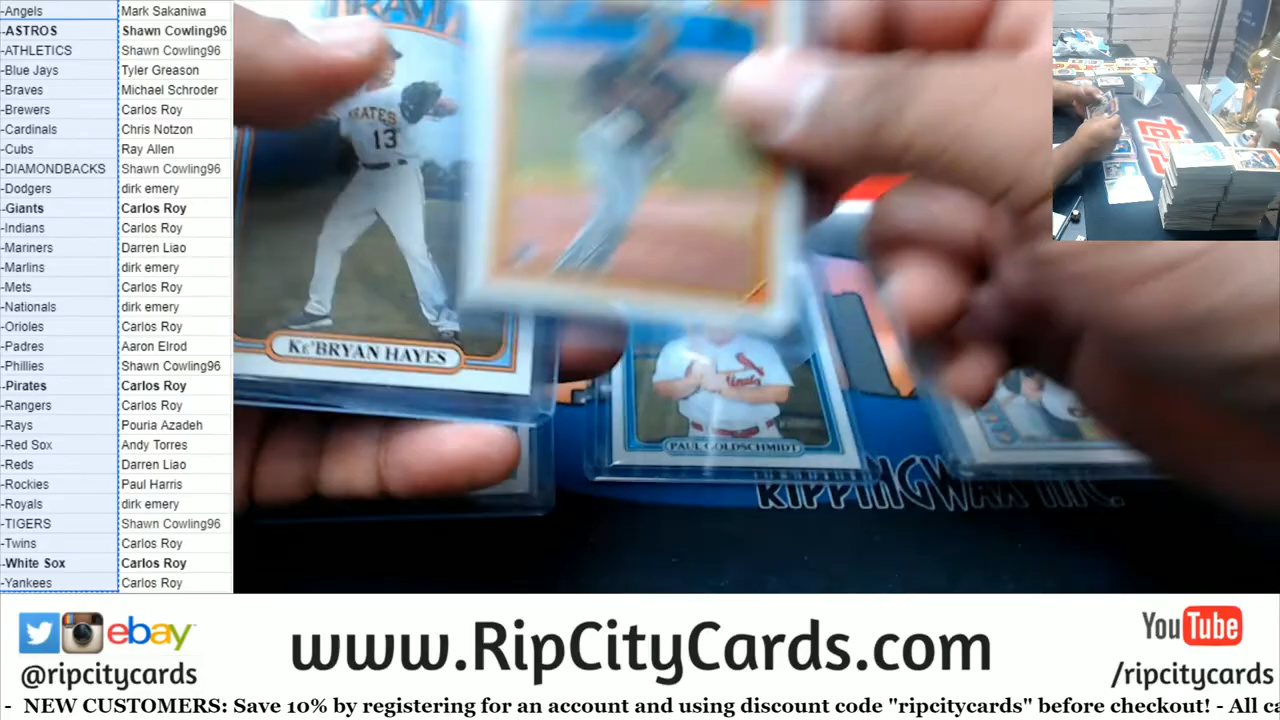 -Angels Mark Sakaniwa
-ASTROS Shawn Cowling96
-ATHLETICS Shawn Cowling96
-Blue Jays Tyler Greason
-Braves Michael Schroder
-Brewers Carlos Roy
-Cardinals Chris Notzon
-Cubs Ray Allen
-DIAMONDBACKS Shawn Cowling96
-Dodgers dirk emery
-Giants Carlos Roy
-Indians Carlos Roy
-Mariners Darren Liao
-Marlins dirk emery
-Mets Carlos Roy
-Nationals dirk emery
-Orioles Carlos Roy
-Padres Aaron Elrod
-Phillies Shawn Cowling96
-Pirates Carlos Roy
-Rangers Carlos Roy
-Rays Pouria Azadeh
-Red Sox Andy Torres
-Reds Darren Liao
-Rockies Paul Harris
-Royals dirk emery
-TIGERS Shawn Cowling96
-Twins Carlos Roy
-White Sox Carlos Roy
-Yankees Carlos Roy
13
KE'BRYAN HAYES
PAUL GOLDSCHMIDT
RIPPINGWAX INC.
ebay
@ripcitycards
www.RipCityCards.com
YouTube
/ripcitycards
- NEW CUSTOMERS: Save 10% by registering for an account and using discount code "ripcitycards" before checkout! - All